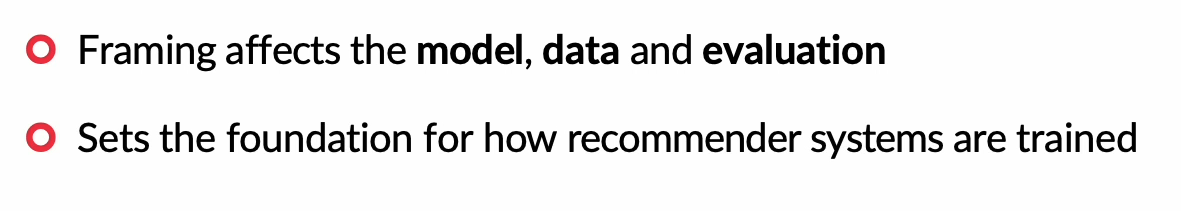 Framing affects the model, data and evaluation
Sets the foundation for how recommender systems are trained